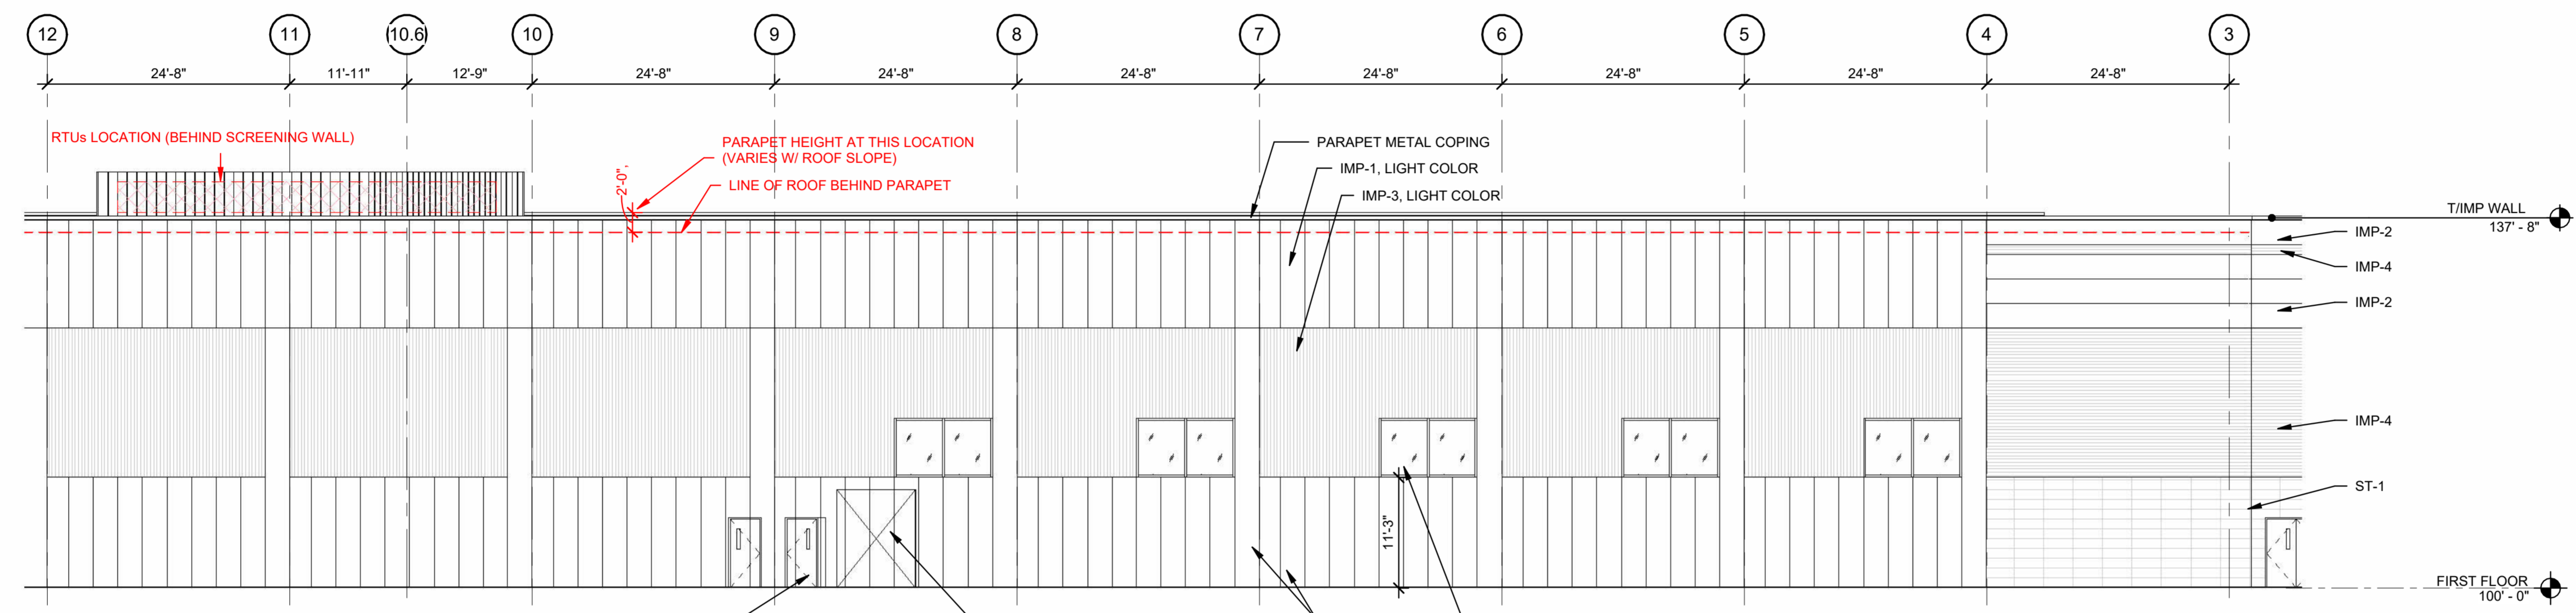 12
11
10.6
10
9
8
7
6
5
4
3
24'-8"
11'-11"
12'-9"
24'-8"
24'-8"
24'-8"
24'-8"
24'-8"
24'-8"
24'-8"
RTUs LOCATION (BEHIND SCREENING WALL)
PARAPET HEIGHT AT THIS LOCATION
(VARIES W/ ROOF SLOPE)
LINE OF ROOF BEHIND PARAPET
2'-0",
PARAPET METAL COPING
IMP-1, LIGHT COLOR
IMP-3, LIGHT COLOR
T/IMP WALL
137' - 8"
IMP-2
IMP-4
IMP-2
IMP-4
ST-1
11'-3"
FIRST FLOOR
100' - 0"